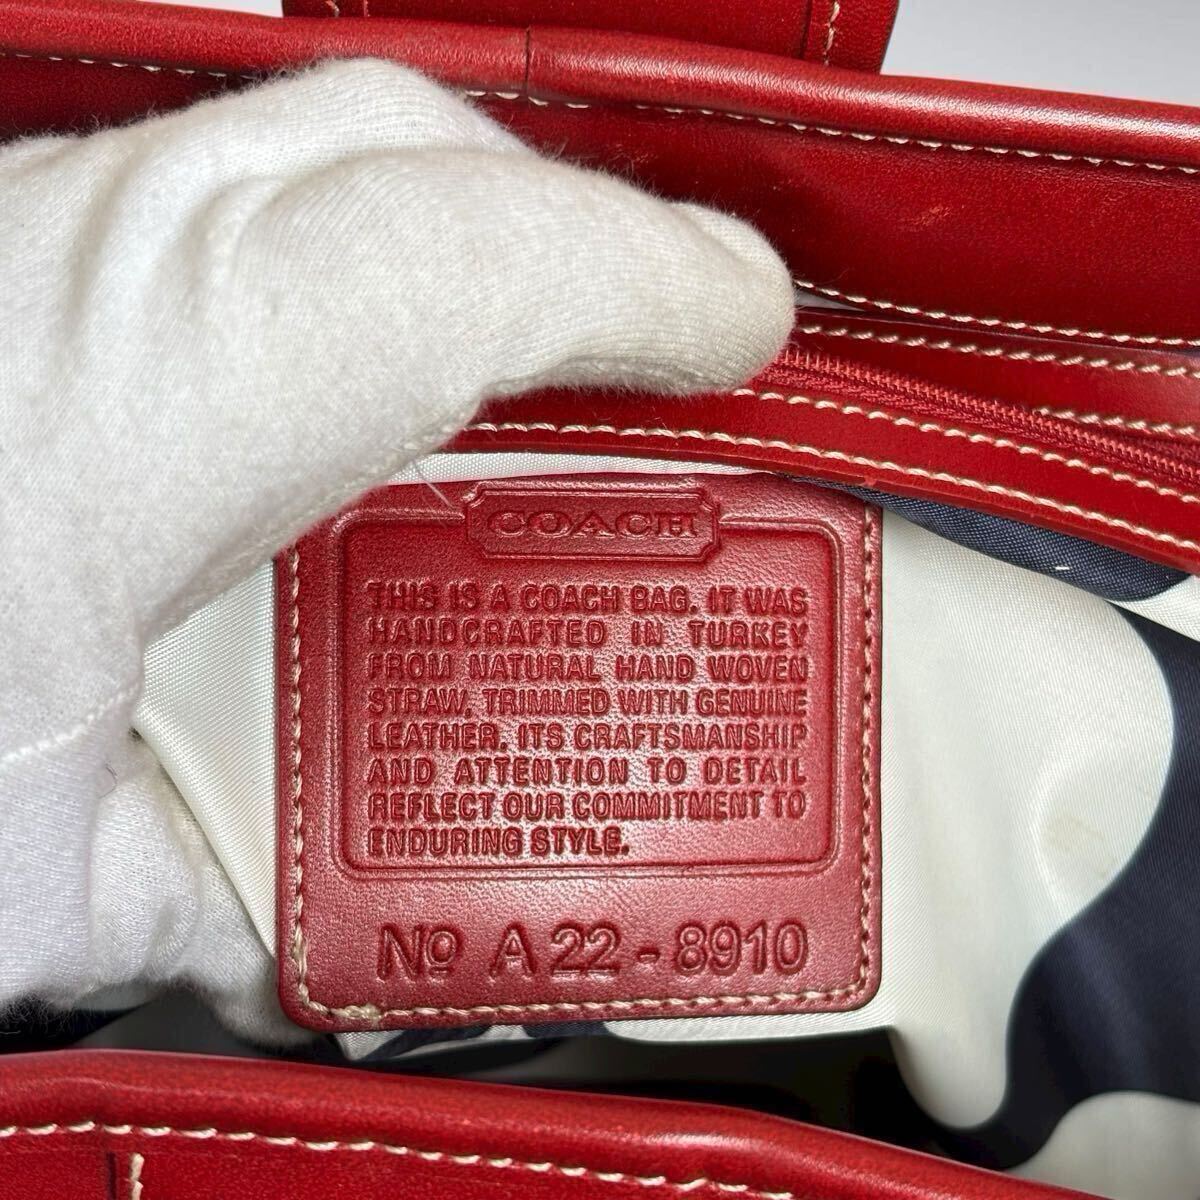 COACH
THIS IS A COACH BAG. IT WAS
HANDCRAFTED IN TURKEY
FROM NATURAL HAND WOVEN
STRAW, TRIMMED WITH GENUINE
LEATHER. ITS CRAFTSMANSHIP
AND ATTENTION TO DETAIL
REFLECT OUR COMMITMENT TO
ENDURING STYLE.
Nº A22-8910